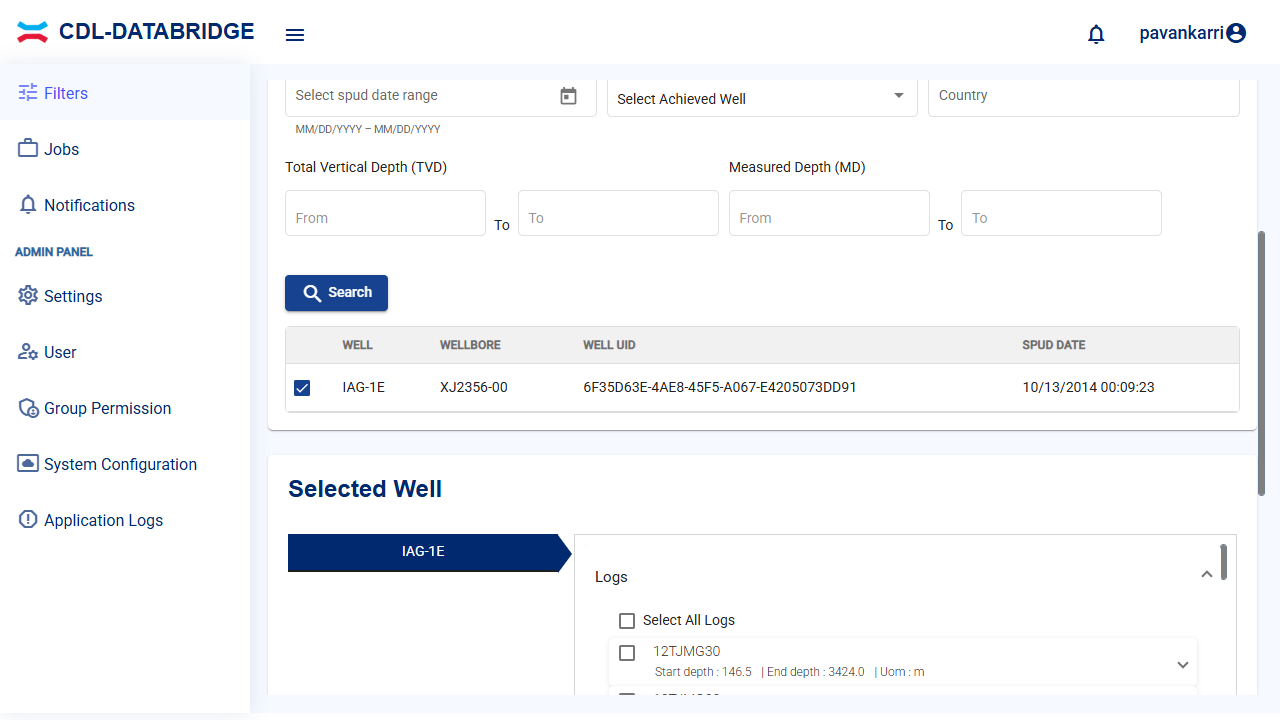 CDL-DATABRIDGE
pavankarri
Filters
Jobs
Notifications
ADMIN PANEL
Settings
User
Group Permission
System Configuration
Application Logs
Select spud date range
Select Achieved Well
Country
MM/DD/YYYY – MM/DD/YYYY
Total Vertical Depth (TVD)
Measured Depth (MD)
From To To From To To
Search
WELL WELLBORE WELL UID SPUD DATE
IAG-1E XJ2356-00 6F35D63E-4AE8-45F5-A067-E4205073DD91 10/13/2014 00:09:23
Selected Well
IAG-1E
Logs
Select All Logs
12TJMG30
Start depth : 146.5 | End depth : 3424.0 | Uom : m